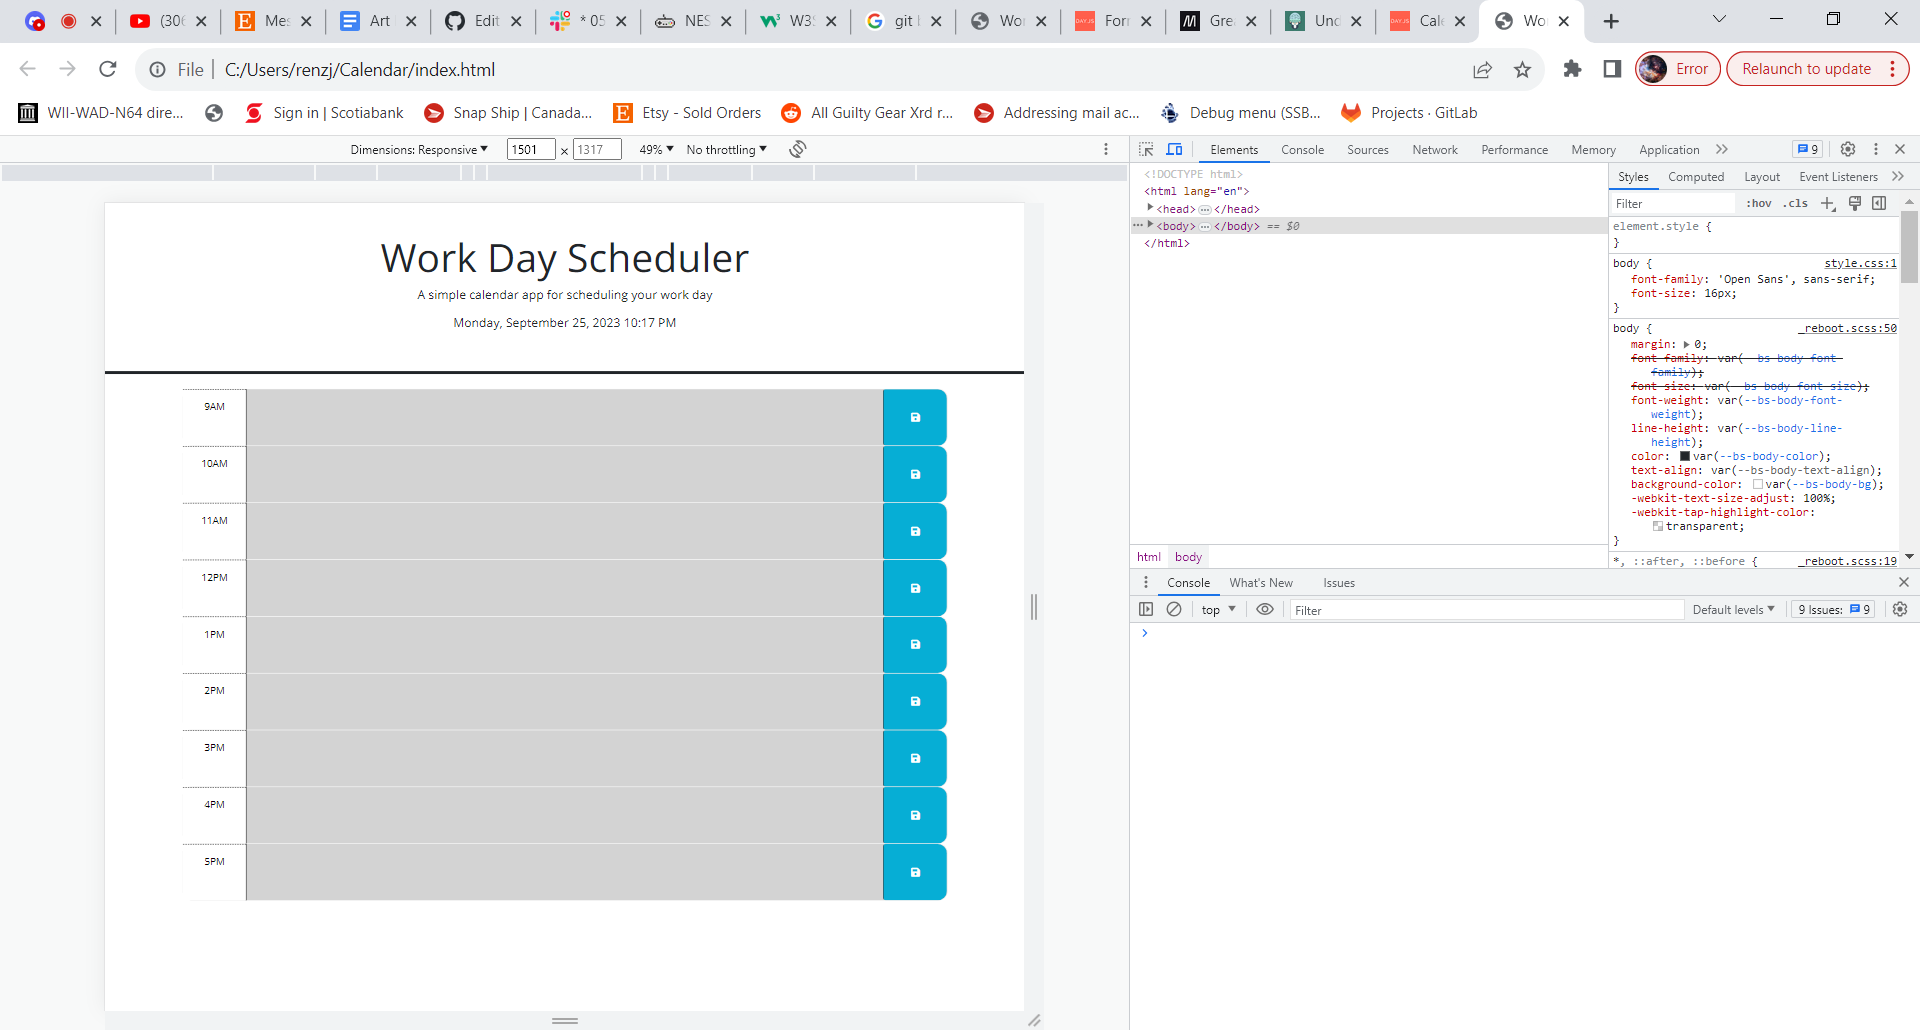 (306
Mes
Art
Edit
* 05
NES
W3S
git b
Wor
For
Gre
Und
Cale
Wo
File
C:/Users/renzj/Calendar/index.html
Error
Relaunch to update
WII-WAD-N64 dire...
Sign in | Scotiabank
Snap Ship | Canada...
Etsy - Sold Orders
All Guilty Gear Xrd r...
Addressing mail ac...
Debug menu (SSB...
Projects · GitLab
Dimensions: Responsive
1501 x 1317
49%
No throttling
Elements
Console
Sources
Network
Performance
Memory
Application
9
<!DOCTYPE html>
<html lang="en">
<head> ··· </head>
··· <body> ··· </body> == $0
</html>
html body
Styles
Computed
Layout
Event Listeners
Filter
:hov .cls
element.style {
}
body { style.css:1
font-family: 'Open Sans', sans-serif;
font-size: 16px;
}
body { _reboot.scss:50
margin: 0;
font-family: var(--bs-body-font-
family);
font-size: var(--bs-body-font-size);
font-weight: var(--bs-body-font-
weight);
line-height: var(--bs-body-line-
height);
color: var(--bs-body-color);
text-align: var(--bs-body-text-align);
background-color: var(--bs-body-bg);
-webkit-text-size-adjust: 100%;
-webkit-tap-highlight-color:
transparent;
}
*, ::after, ::before { _reboot.scss:19
Console
What's New
Issues
top
Filter
Default levels
9 Issues: 9
Work Day Scheduler
A simple calendar app for scheduling your work day
Monday, September 25, 2023 10:17 PM
9AM
10AM
11AM
12PM
1PM
2PM
3PM
4PM
5PM